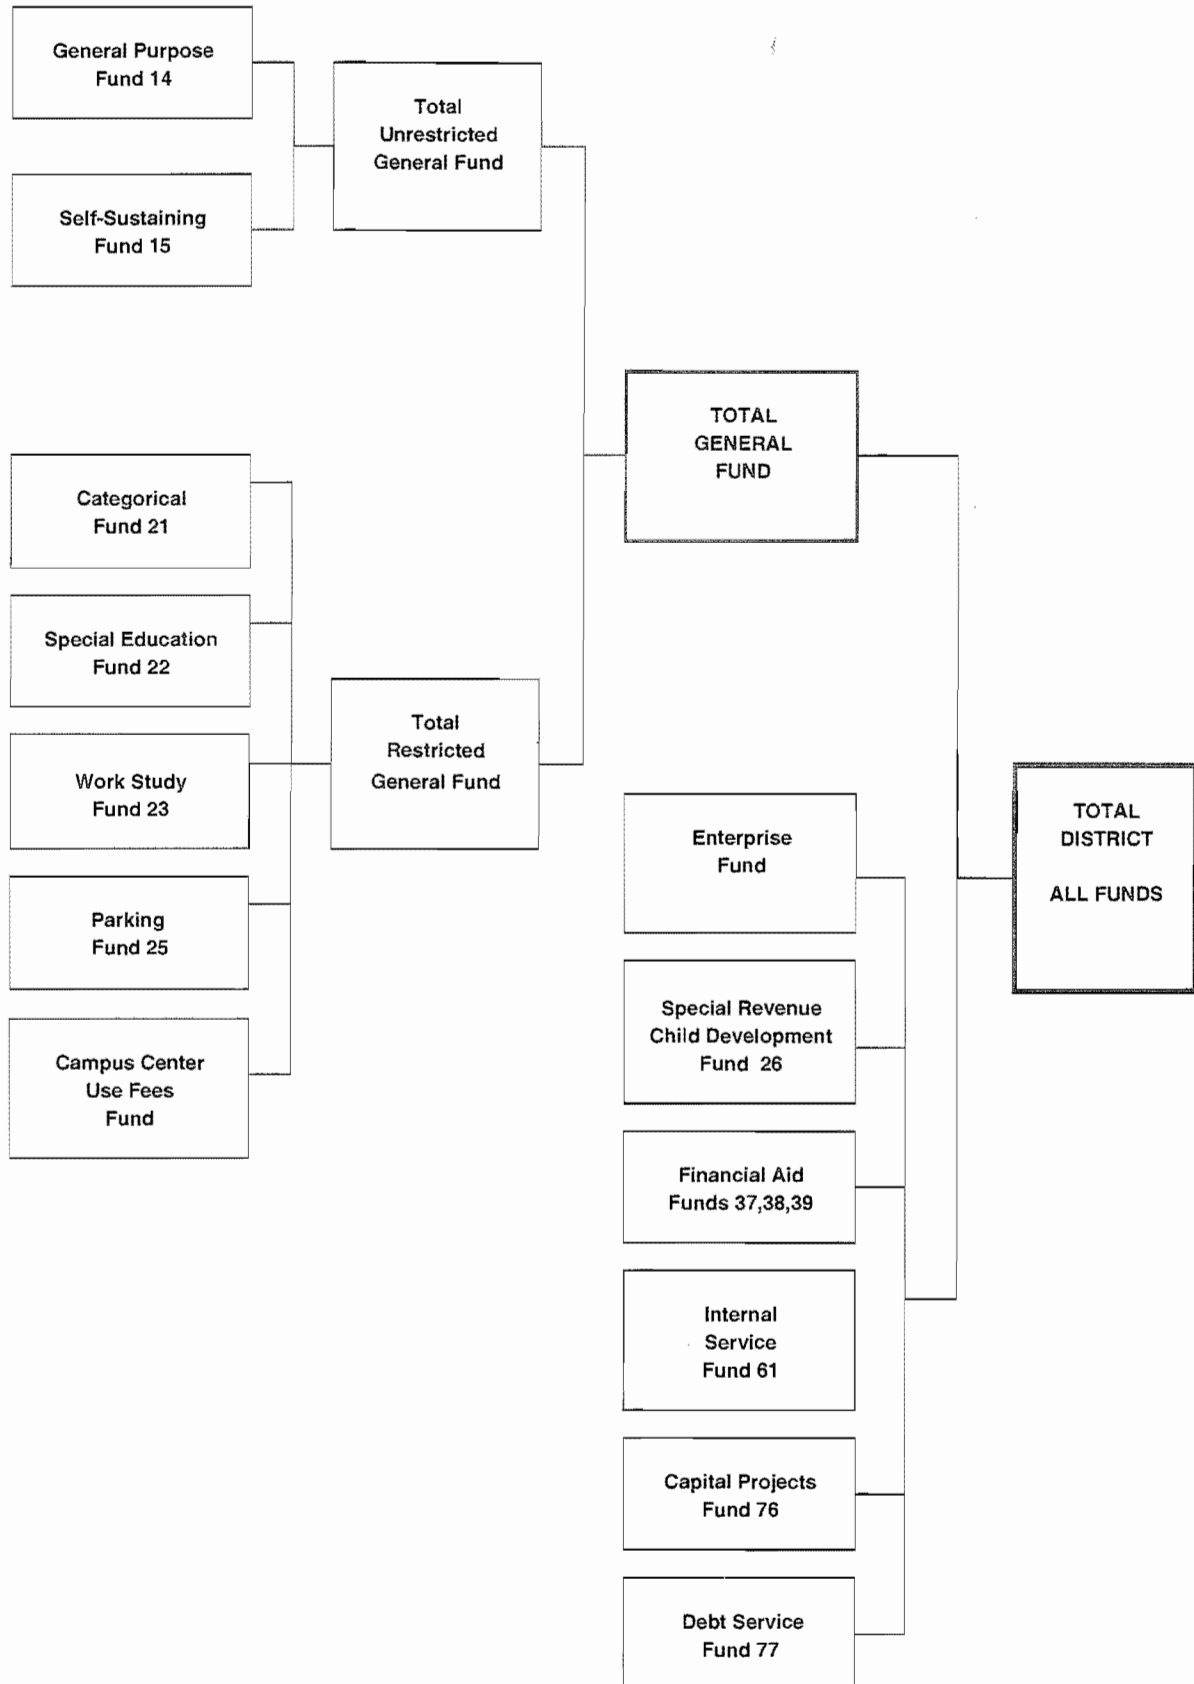 General Purpose
Fund 14
Total
Unrestricted
General Fund
Self-Sustaining
Fund 15
TOTAL
GENERAL
FUND
Categorical
Fund 21
Special Education
Fund 22
Total
Restricted
General Fund
Work Study
Fund 23
Parking
Fund 25
Campus Center
Use Fees
Fund
Enterprise
Fund
TOTAL
DISTRICT
ALL FUNDS
Special Revenue
Child Development
Fund 26
Financial Aid
Funds 37,38,39
Internal
Service
Fund 61
Capital Projects
Fund 76
Debt Service
Fund 77